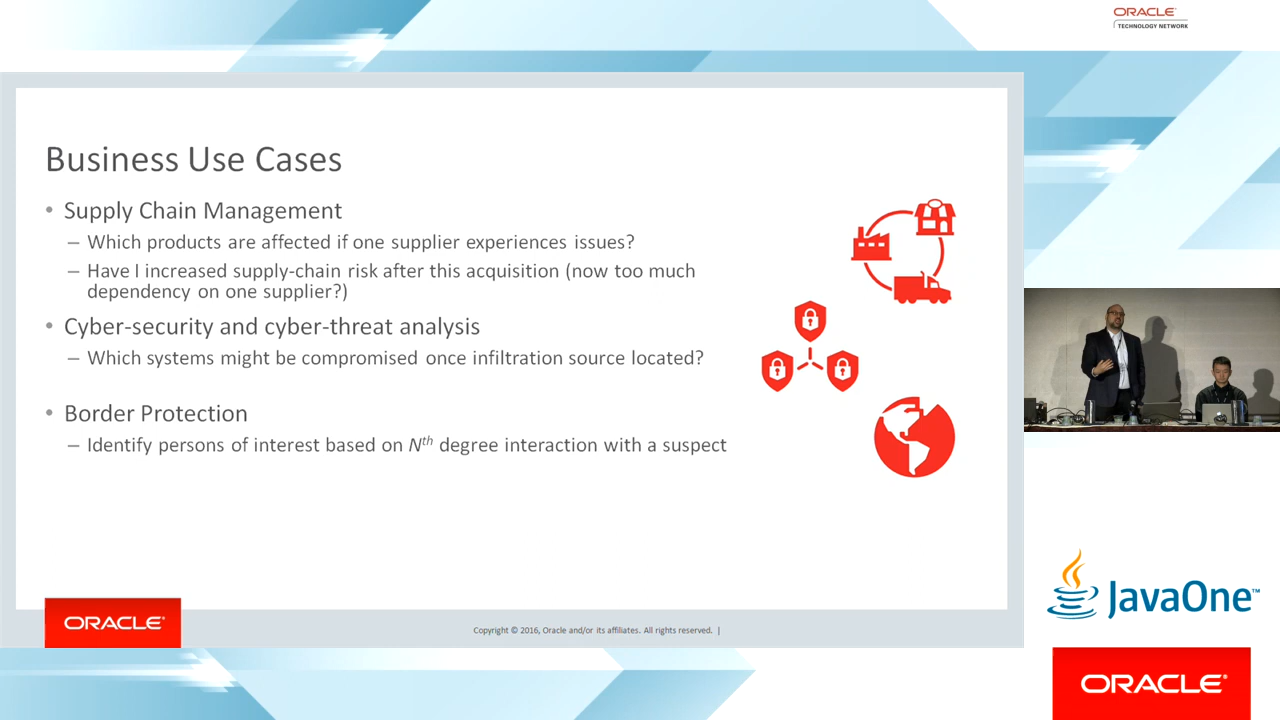 ORACLE
TECHNOLOGY NETWORK
Business Use Cases
• Supply Chain Management
– Which products are affected if one supplier experiences issues?
– Have I increased supply-chain risk after this acquisition (now too much
dependency on one supplier?)
• Cyber-security and cyber-threat analysis
– Which systems might be compromised once infiltration source located?
• Border Protection
– Identify persons of interest based on Nth degree interaction with a suspect
ORACLE®
Copyright © 2016, Oracle and/or its affiliates. All rights reserved. |
JavaOne™
ORACLE®